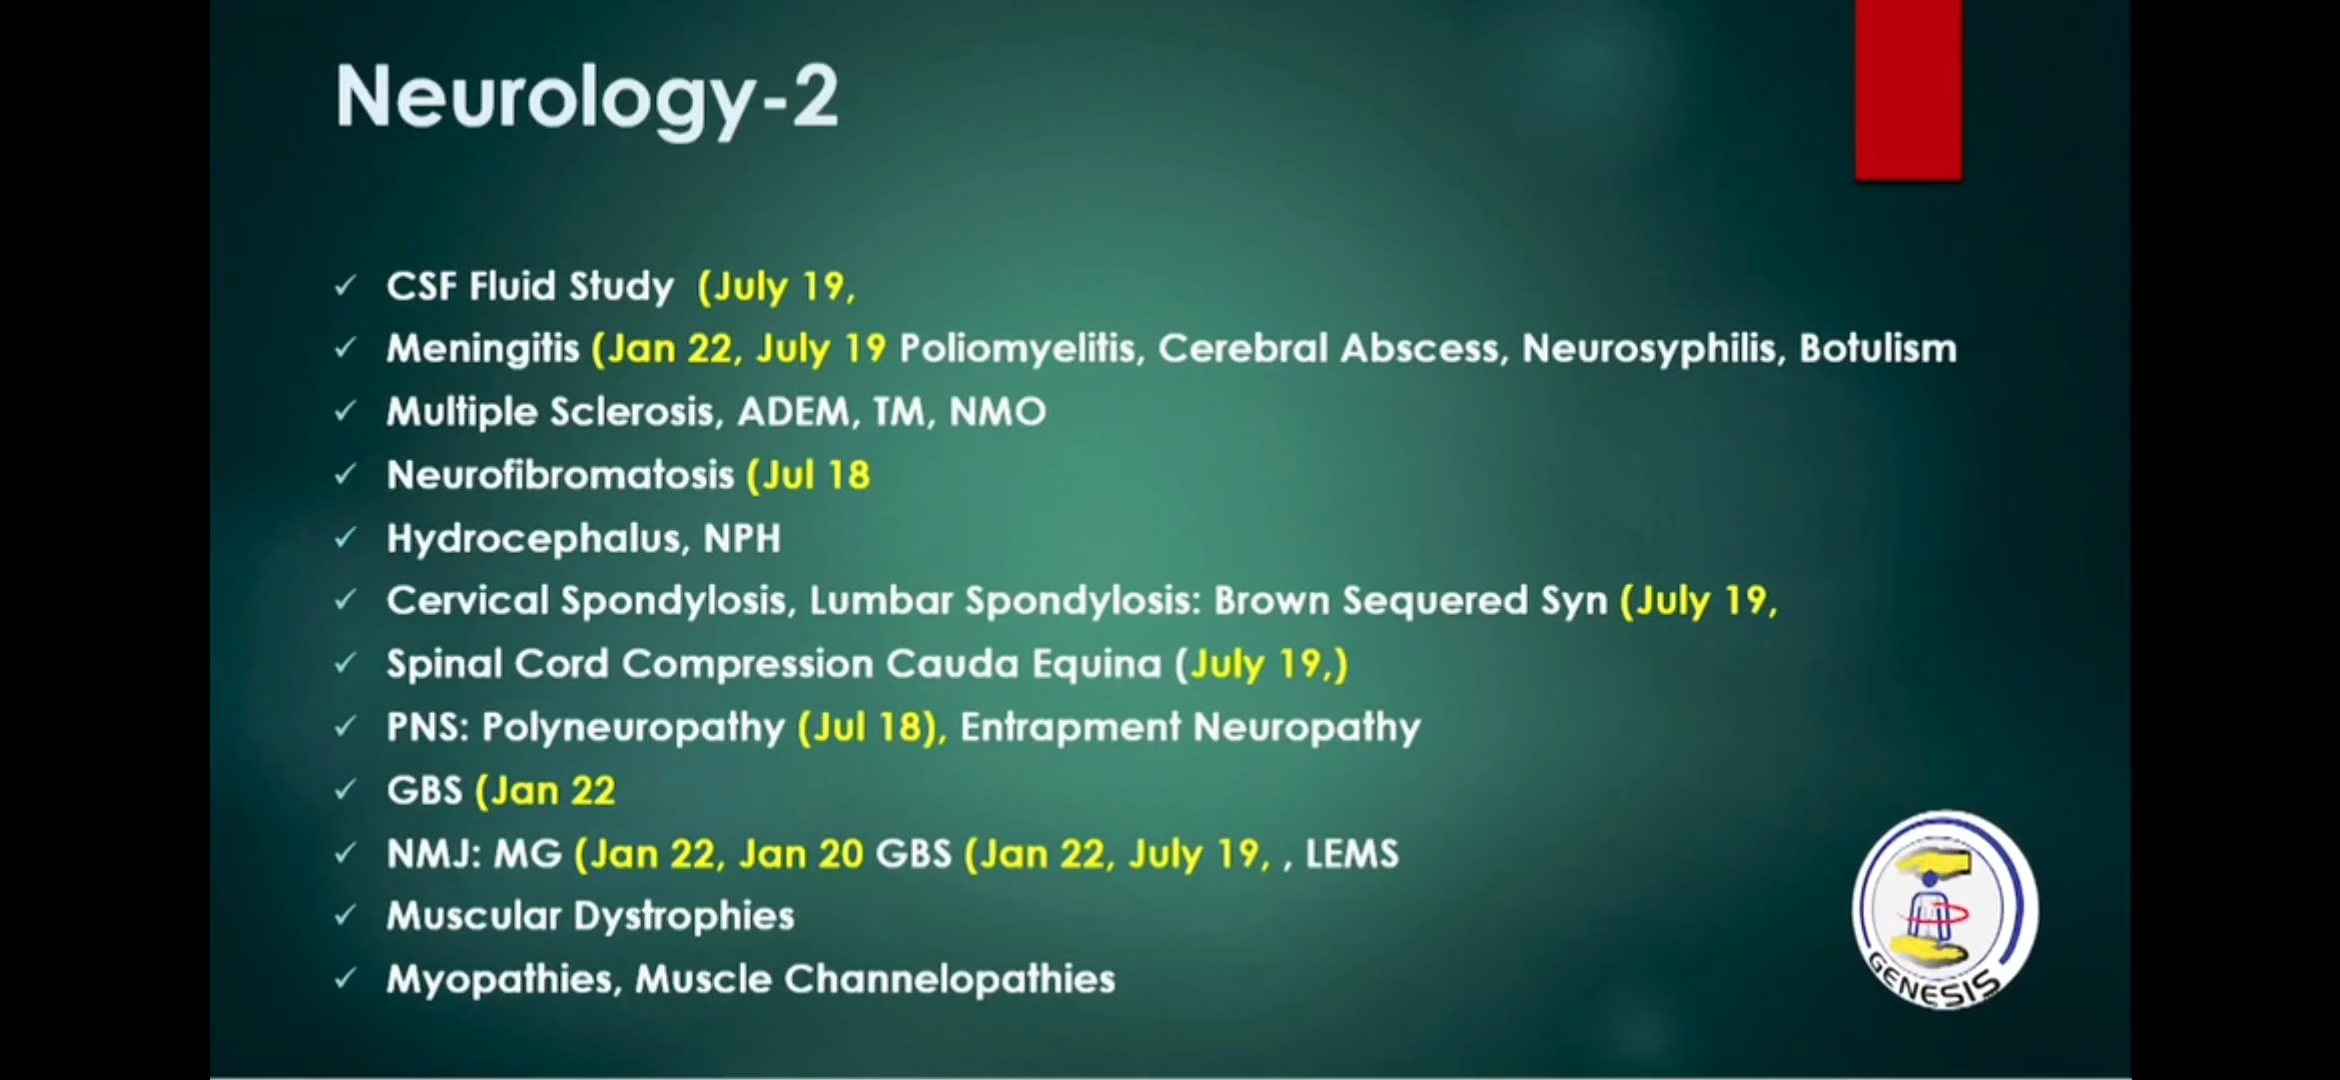 Neurology-2
✓ CSF Fluid Study (July 19,
✓ Meningitis (Jan 22, July 19 Poliomyelitis, Cerebral Abscess, Neurosyphilis, Botulism
✓ Multiple Sclerosis, ADEM, TM, NMO
✓ Neurofibromatosis (Jul 18
✓ Hydrocephalus, NPH
✓ Cervical Spondylosis, Lumbar Spondylosis: Brown Sequered Syn (July 19,
✓ Spinal Cord Compression Cauda Equina (July 19,)
✓ PNS: Polyneuropathy (Jul 18), Entrapment Neuropathy
✓ GBS (Jan 22
✓ NMJ: MG (Jan 22, Jan 20 GBS (Jan 22, July 19, , LEMS
✓ Muscular Dystrophies
✓ Myopathies, Muscle Channelopathies
GENESIS